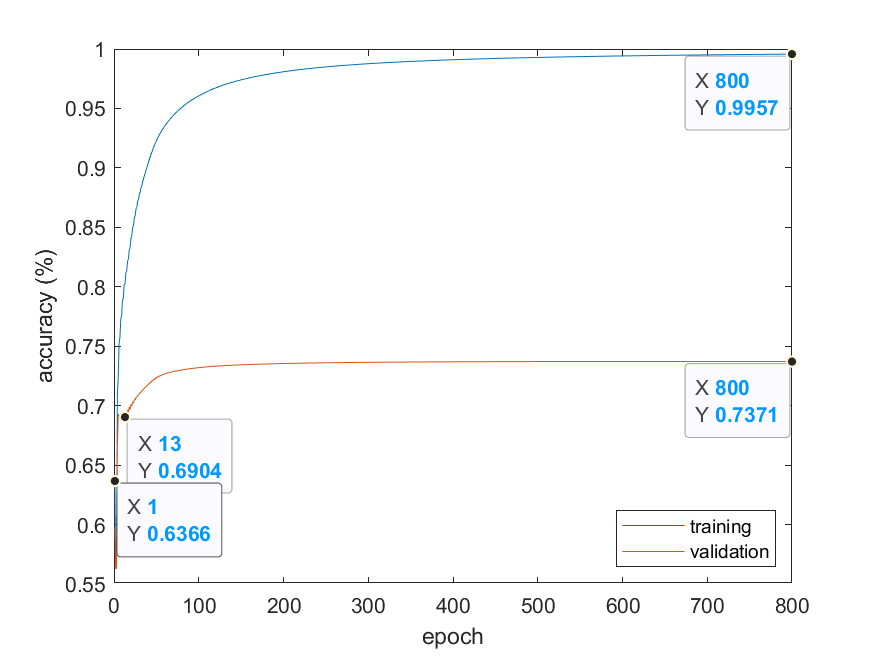 1
0.95
0.9
0.85
0.8
0.75
0.7
0.65
0.6
0.55
accuracy (%)
X 800
Y 0.9957
X 800
Y 0.7371
X 13
Y 0.6904
X 1
Y 0.6366
training
validation
0 100 200 300 400 500 600 700 800
epoch